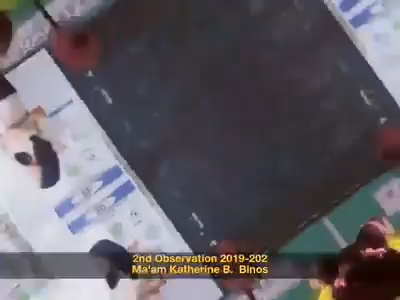 2nd Observation 2019-202
Ma'am Katherine B. Binos